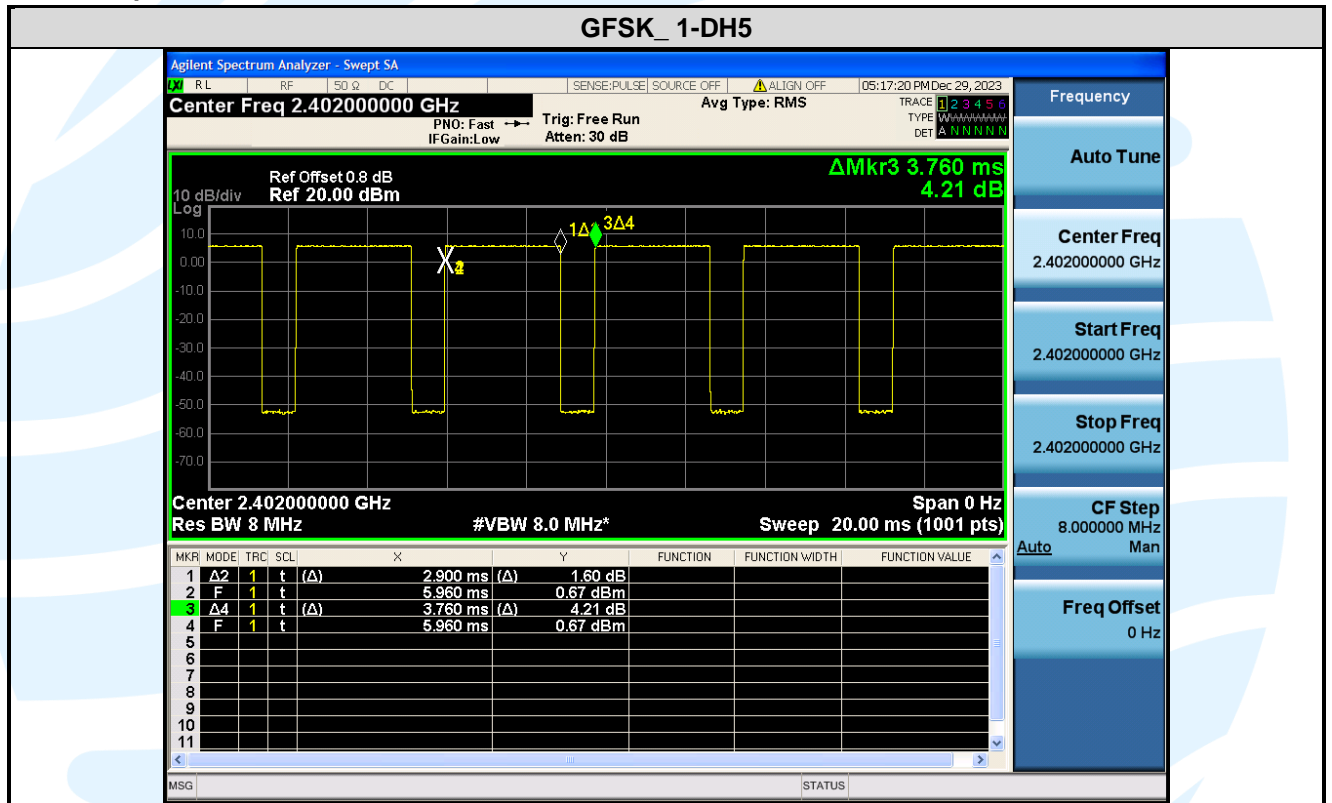 GFSK_ 1-DH5
Agilent Spectrum Analyzer - Swept SA
LXI RL RF 50 Ω DC SENSE:PULSE SOURCE OFF ALIGN OFF 05:17:20 PM Dec 29, 2023
Center Freq 2.402000000 GHz
PNO: Fast
IFGain:Low
Trig: Free Run
Atten: 30 dB
Avg Type: RMS
TRACE 1 2 3 4 5 6
TYPE
DET A N N N N N
ΔMkr3 3.760 ms
4.21 dB
Ref Offset 0.8 dB
10 dB/div Ref 20.00 dBm
Log
10.0
0.00
-10.0
-20.0
-30.0
-40.0
-50.0
-60.0
-70.0
1Δ 3Δ4
Center 2.402000000 GHz Span 0 Hz
Res BW 8 MHz #VBW 8.0 MHz* Sweep 20.00 ms (1001 pts)
MKR MODE TRC SCL X Y FUNCTION FUNCTION WIDTH FUNCTION VALUE
1 Δ2 1 t (Δ) 2.900 ms (Δ) 1.60 dB
2 F 1 t 5.960 ms 0.67 dBm
3 Δ4 1 t (Δ) 3.760 ms (Δ) 4.21 dB
4 F 1 t 5.960 ms 0.67 dBm
5
6
7
8
9
10
11
MSG STATUS
Frequency
Auto Tune
Center Freq
2.402000000 GHz
Start Freq
2.402000000 GHz
Stop Freq
2.402000000 GHz
CF Step
8.000000 MHz
Auto Man
Freq Offset
0 Hz